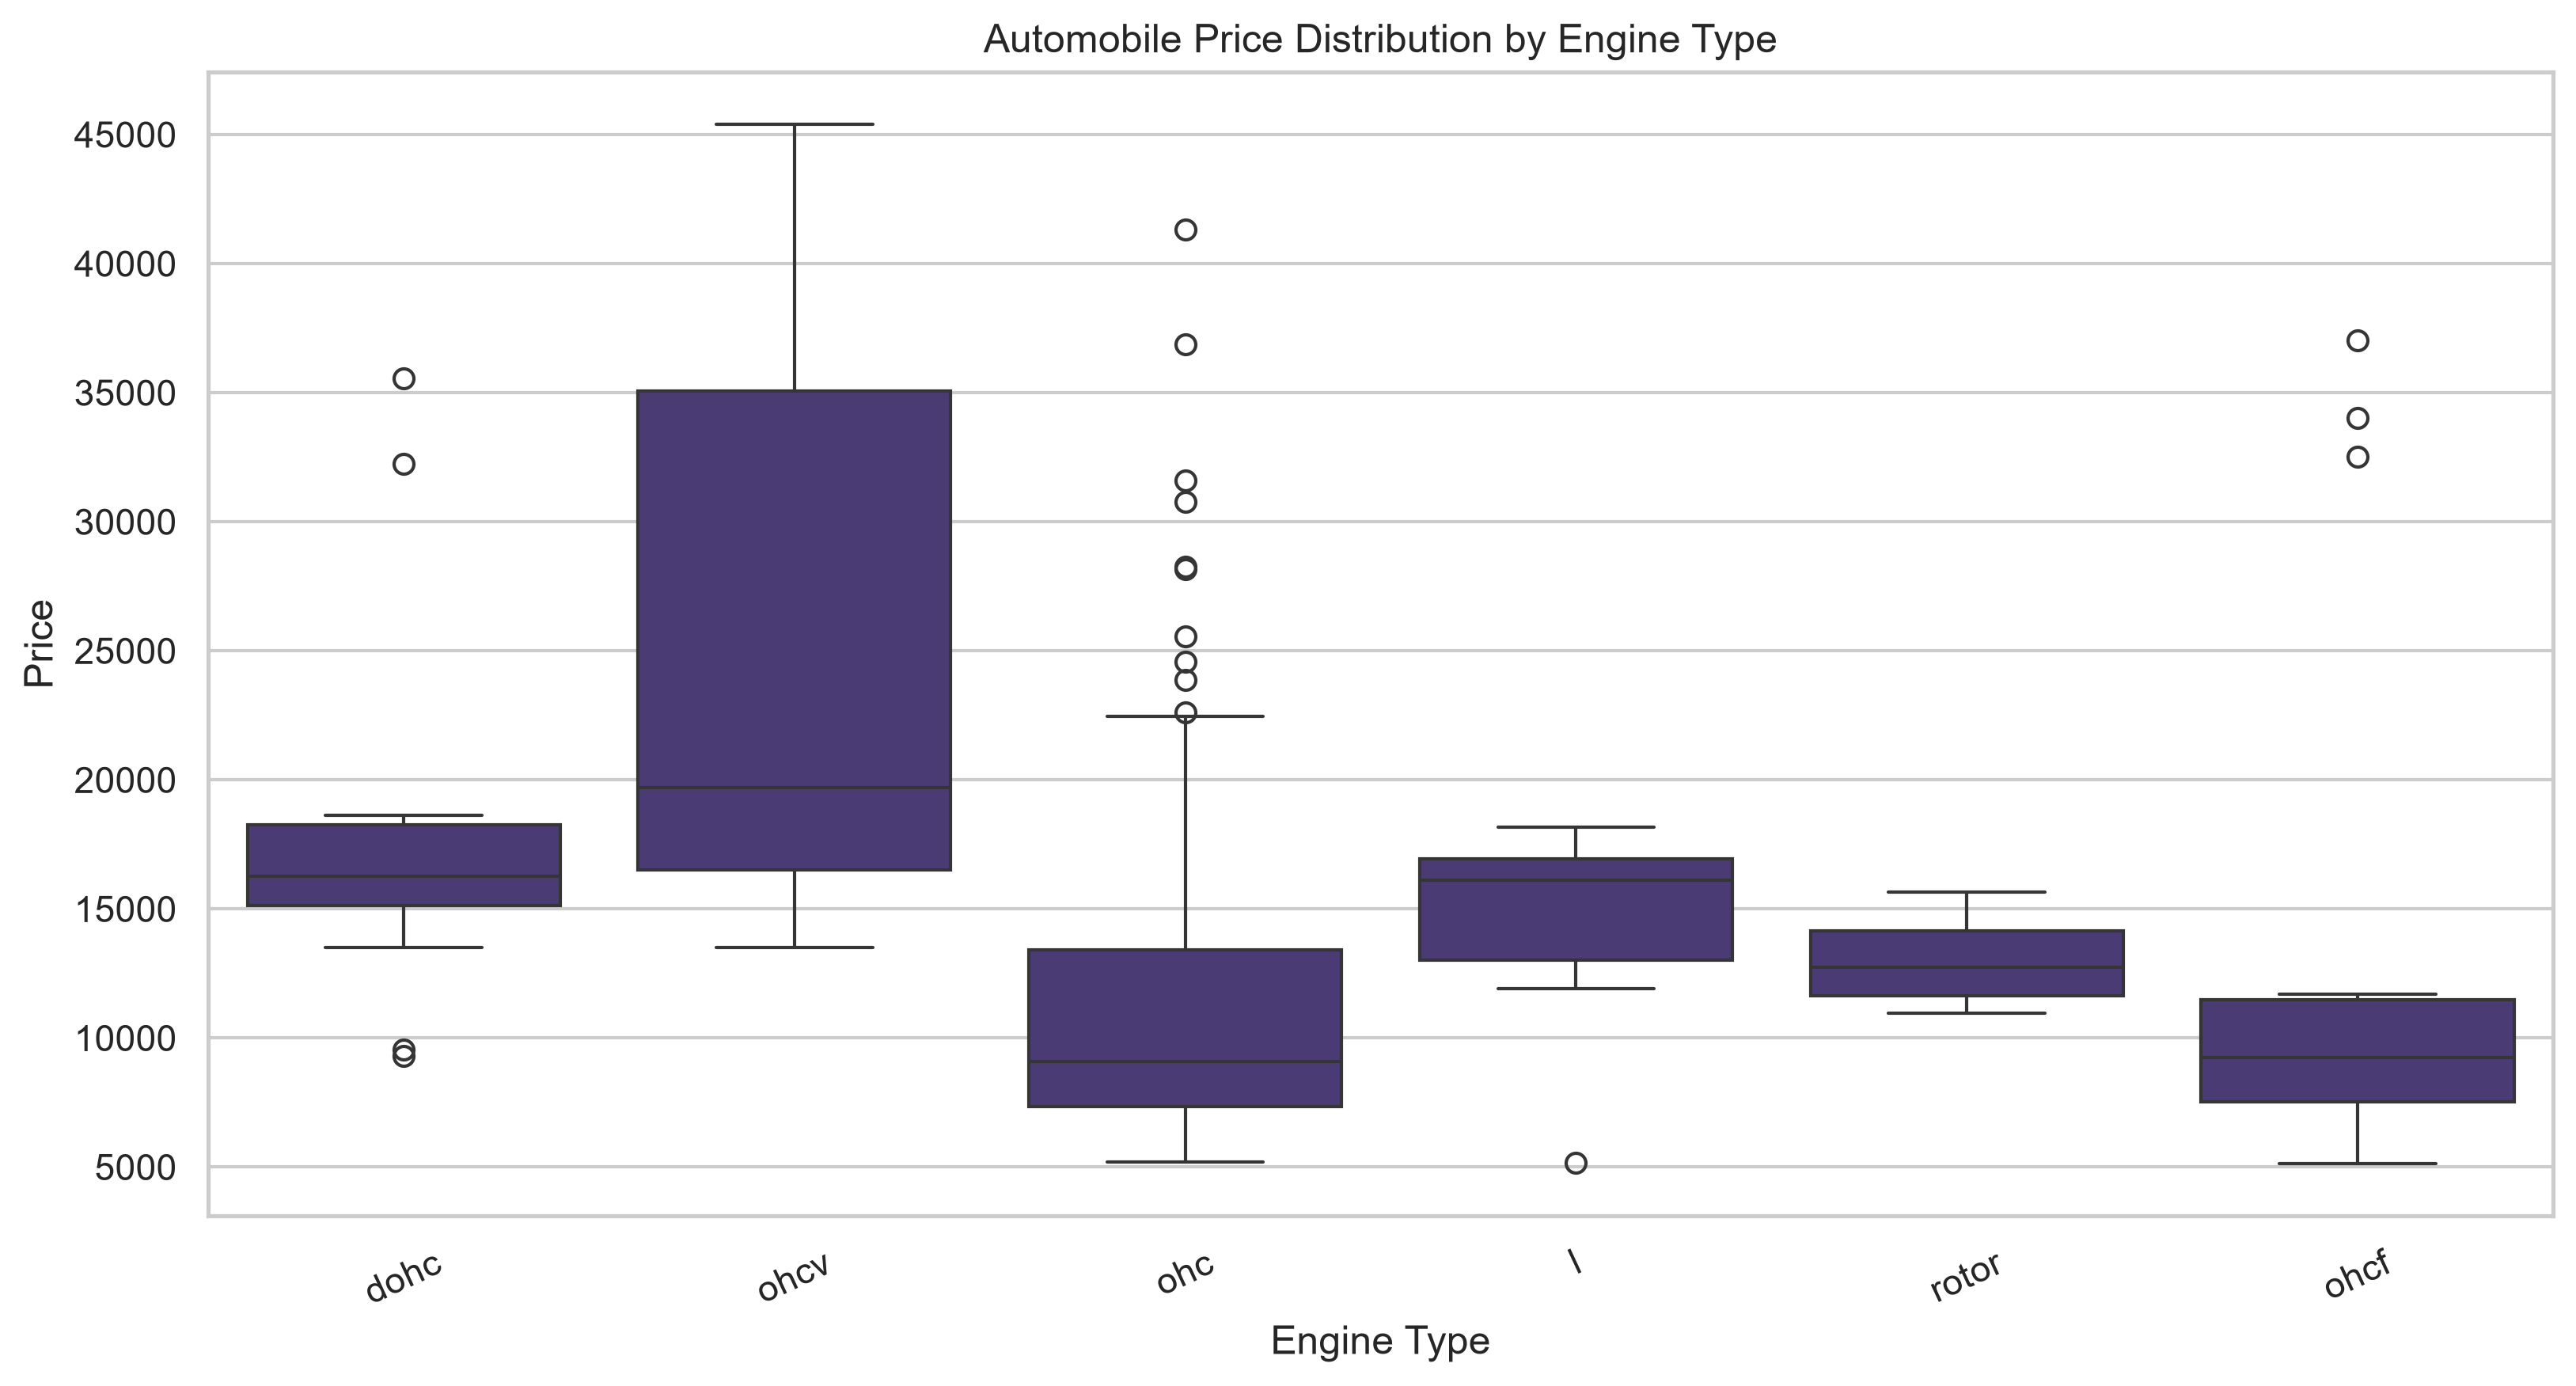 Automobile Price Distribution by Engine Type
45000
40000
35000
30000
25000
20000
15000
10000
5000
Price
dohc
ohcv
ohc
l
rotor
ohcf
Engine Type